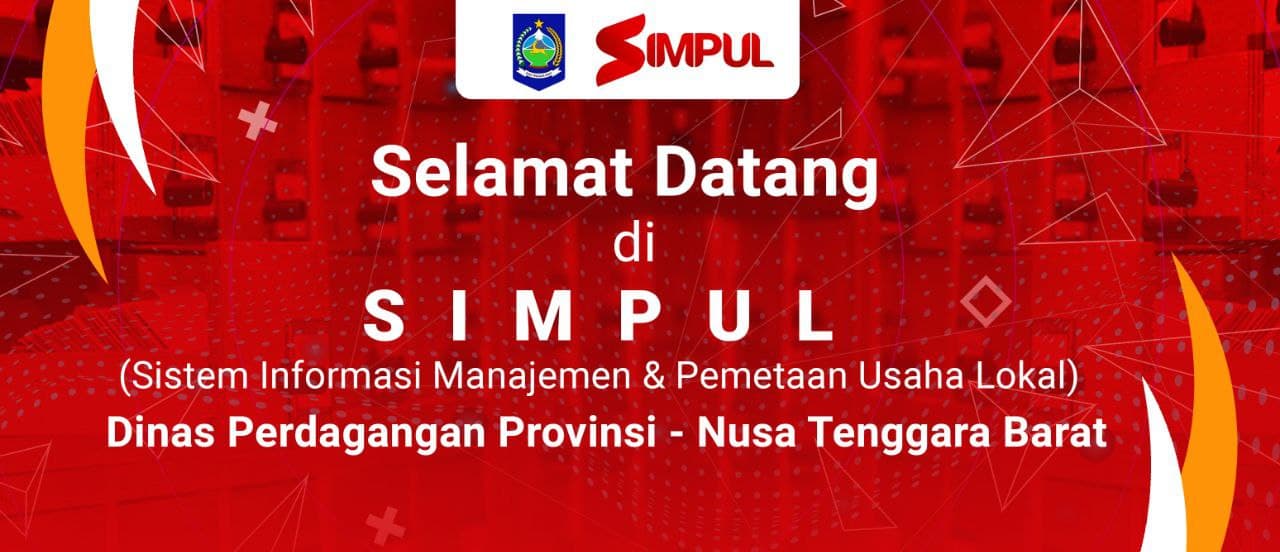 SIMPUL
Selamat Datang
di
S I M P U L
(Sistem Informasi Manajemen & Pemetaan Usaha Lokal)
Dinas Perdagangan Provinsi - Nusa Tenggara Barat